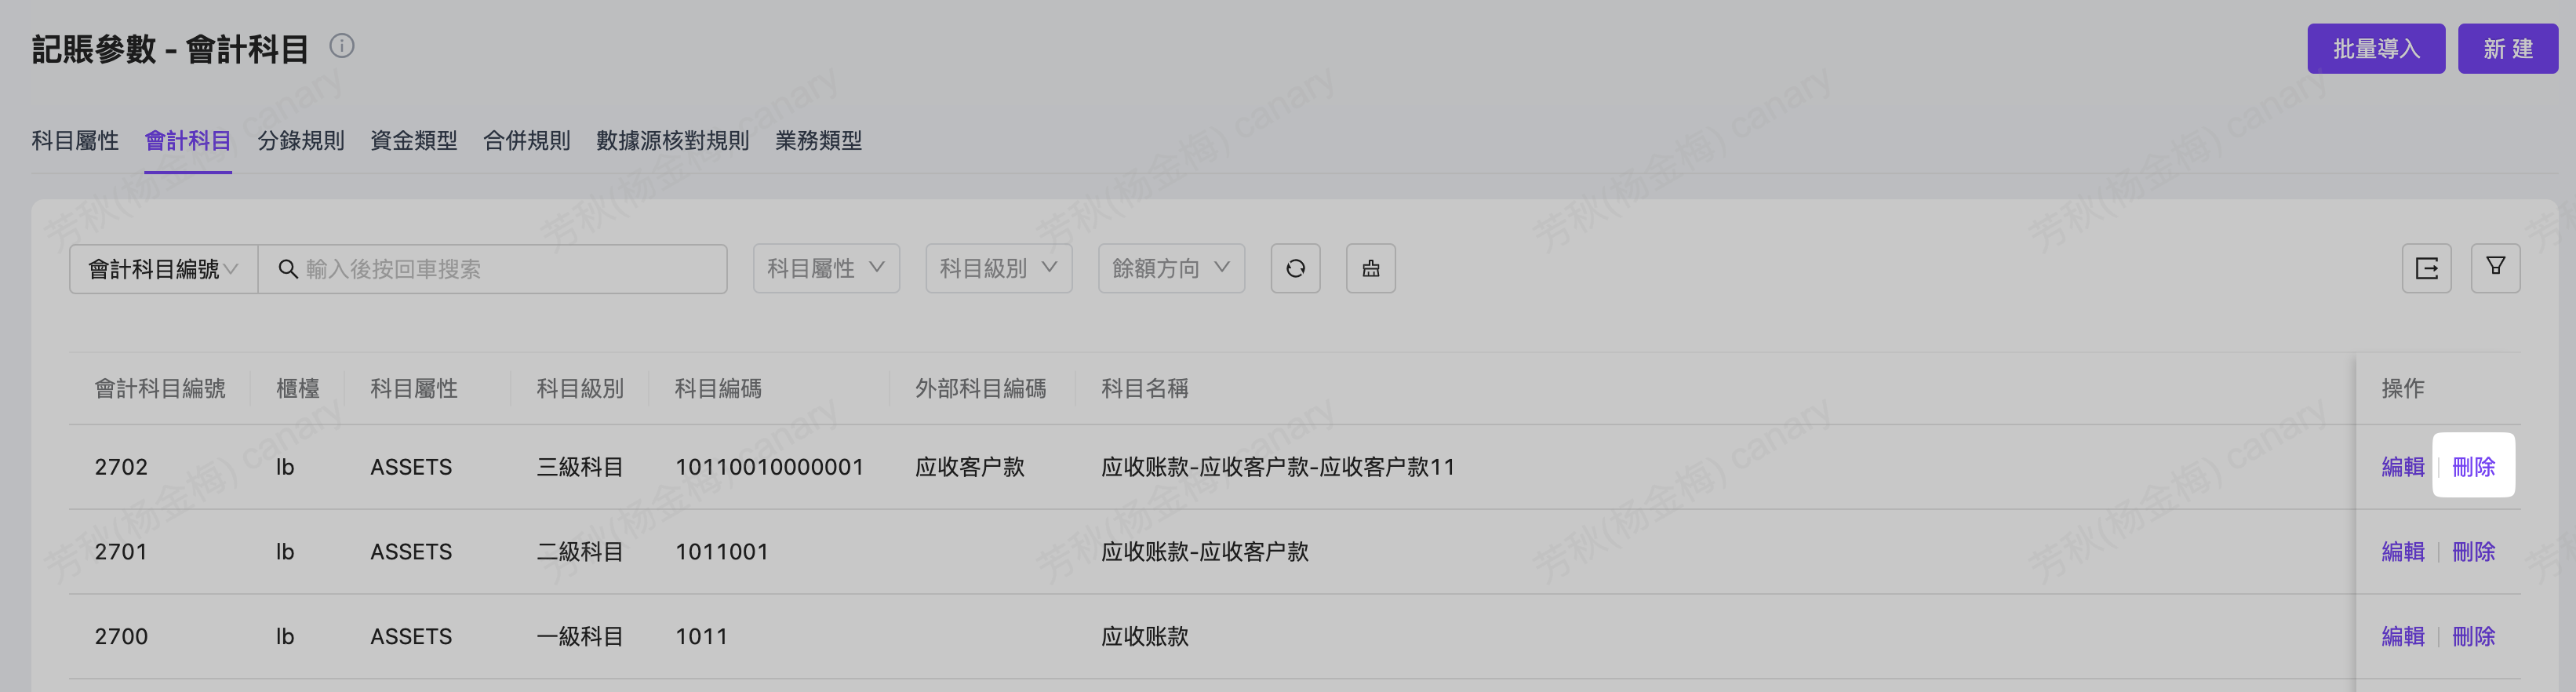 記賬參數 - 會計科目
批量導入 新 建
科目屬性 會計科目 分錄規則 資金類型 合併規則 數據源核對規則 業務類型
會計科目編號 輸入後按回車搜索 科目屬性 科目級別 餘額方向
會計科目編號 櫃檯 科目屬性 科目級別 科目編碼 外部科目編碼 科目名稱 操作
2702 lb ASSETS 三級科目 10110010000001 应收客户款 应收账款-应收客户款-应收客户款11 編輯 刪除
2701 lb ASSETS 二級科目 1011001 应收账款-应收客户款 編輯 刪除
2700 lb ASSETS 一級科目 1011 应收账款 編輯 刪除
芳秋(杨金梅) canary